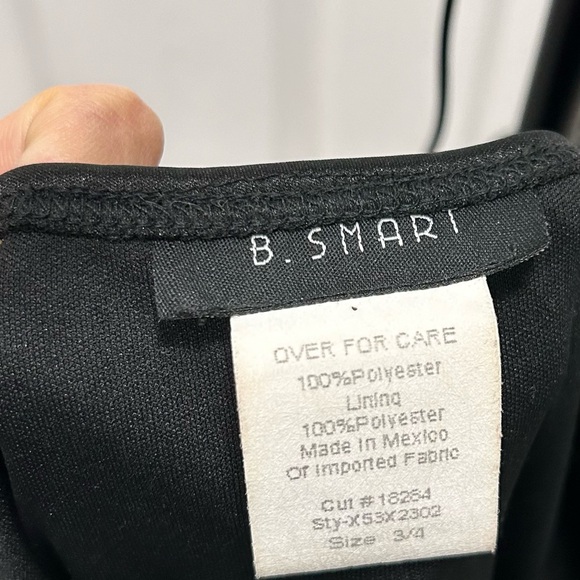 B. SMART
OVER FOR CARE
100%Polyester
Lining
100%Polyester
Made In Mexico
Of Imported Fabric
Cut # 16284
Sty-X53X2302
Size 3/4